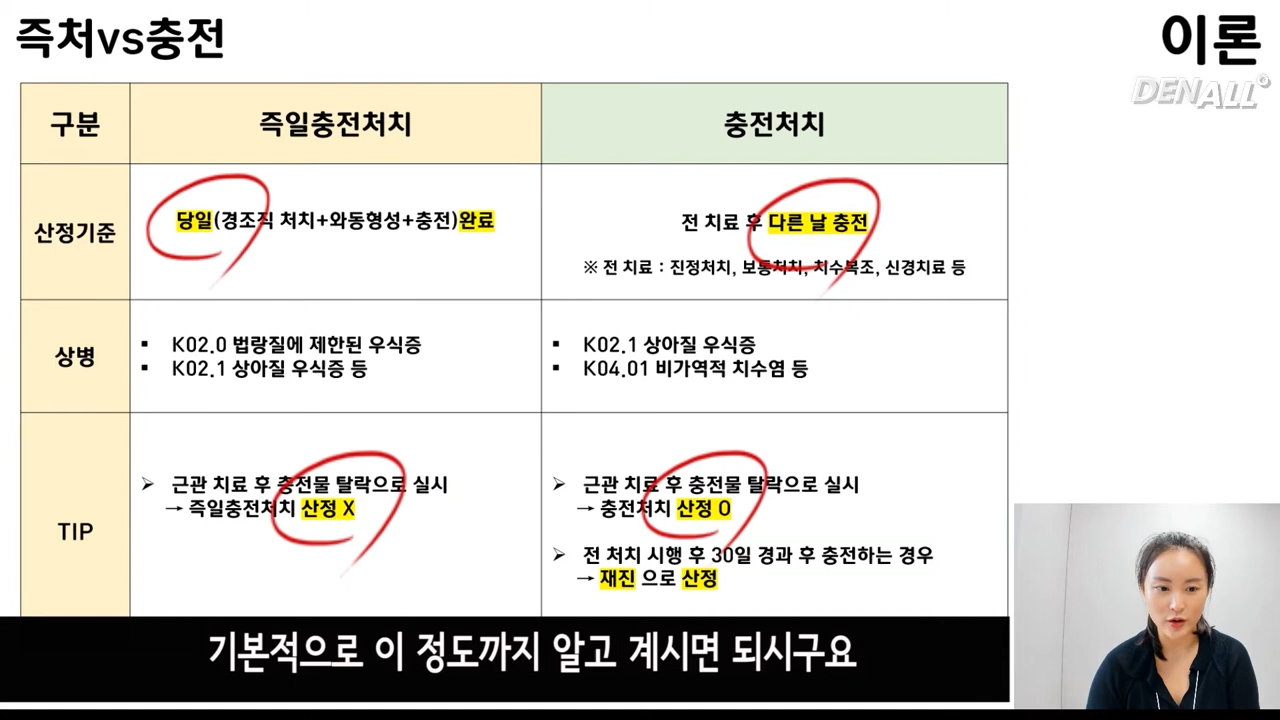 즉처vs충전
이론
DENALL
구분
즉일충전처치
충전처치
산정기준
당일(경조직 처치+와동형성+충전)완료
전 치료 후 다른 날 충전
※ 전 치료 : 진정처치, 보통처치, 치수복조, 신경치료 등
상병
▪ K02.0 법랑질에 제한된 우식증
▪ K02.1 상아질 우식증 등
▪ K02.1 상아질 우식증
▪ K04.01 비가역적 치수염 등
TIP
➢ 근관 치료 후 충전물 탈락으로 실시
→ 즉일충전처치 산정 X
➢ 근관 치료 후 충전물 탈락으로 실시
→ 충전처치 산정 O
➢ 전 처치 시행 후 30일 경과 후 충전하는 경우
→ 재진 으로 산정
기본적으로 이 정도까지 알고 계시면 되시구요